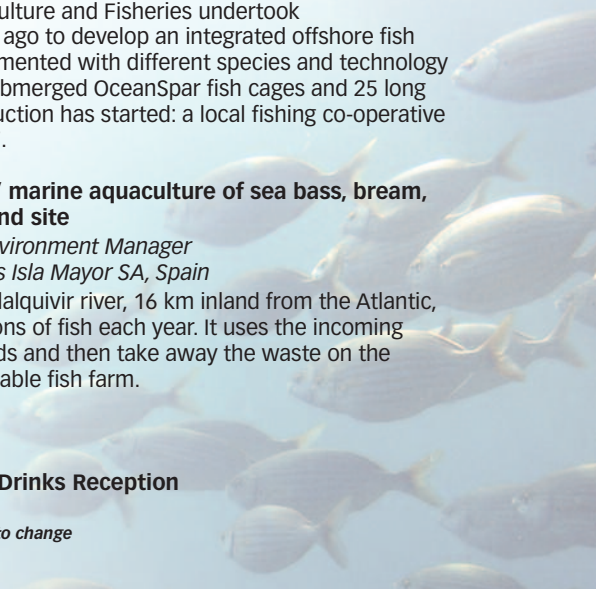 ulture and Fisheries undertook
ago to develop an integrated offshore fish
mented with different species and technology
bmerged OceanSpar fish cages and 25 long
uction has started: a local fishing co-operative
.
marine aquaculture of sea bass, bream,
nd site
vironment Manager
s Isla Mayor SA, Spain
lalquivir river, 16 km inland from the Atlantic,
ons of fish each year. It uses the incoming
ds and then take away the waste on the
able fish farm.
Drinks Reception
to change